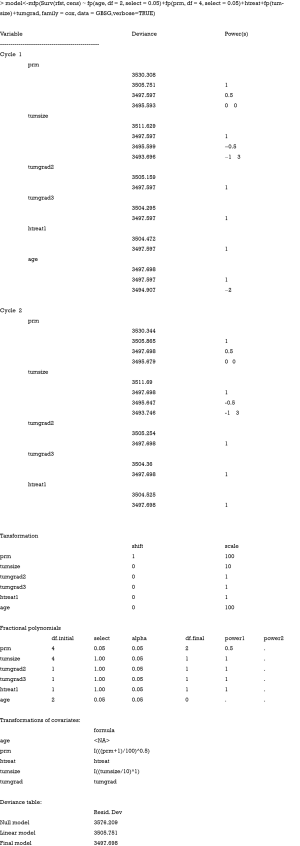 > model<-mfp(Surv(rfst, cens) ~ fp(age, df = 2, select = 0.05)+fp(prm, df = 4, select = 0.05)+htreat+fp(tum-
size)+tumgrad, family = cox, data = GBSG,verbose=TRUE)
Variable Deviance Power(s)
------------------------------------------------
Cycle 1
prm
3530.308
3505.751 1
3497.597 0.5
3495.593 0 0
tumsize
3511.629
3497.597 1
3495.599 −0.5
3493.696 −1 3
tumgrad2
3505.159
3497.597 1
tumgrad3
3504.295
3497.597 1
htreat1
3504.472
3497.597 1
age
3497.698
3497.597 1
3494.907 −2
Cycle 2
prm
3530.344
3505.865 1
3497.698 0.5
3495.679 0 0
tumsize
3511.69
3497.698 1
3495.647 -0.5
3493.746 -1 3
tumgrad2
3505.254
3497.698 1
tumgrad3
3504.36
3497.698 1
htreat1
3504.525
3497.698 1
Tansformation
shift scale
prm 1 100
tumsize 0 10
tumgrad2 0 1
tumgrad3 0 1
htreat1 0 1
age 0 100
Fractional polynomials
df.initial select alpha df.final power1 power2
prm 4 0.05 0.05 2 0.5 .
tumsize 4 1.00 0.05 1 1 .
tumgrad2 1 1.00 0.05 1 1 .
tumgrad3 1 1.00 0.05 1 1 .
htreat1 1 1.00 0.05 1 1 .
age 2 0.05 0.05 0 . .
Transformations of covariates:
formula
age <NA>
prm I(((prm+1)/100)^0.5)
htreat htreat
tumsize I((tumsize/10)^1)
tumgrad tumgrad
Deviance table:
Resid. Dev
Null model 3576.209
Linear model 3505.751
Final model 3497.698